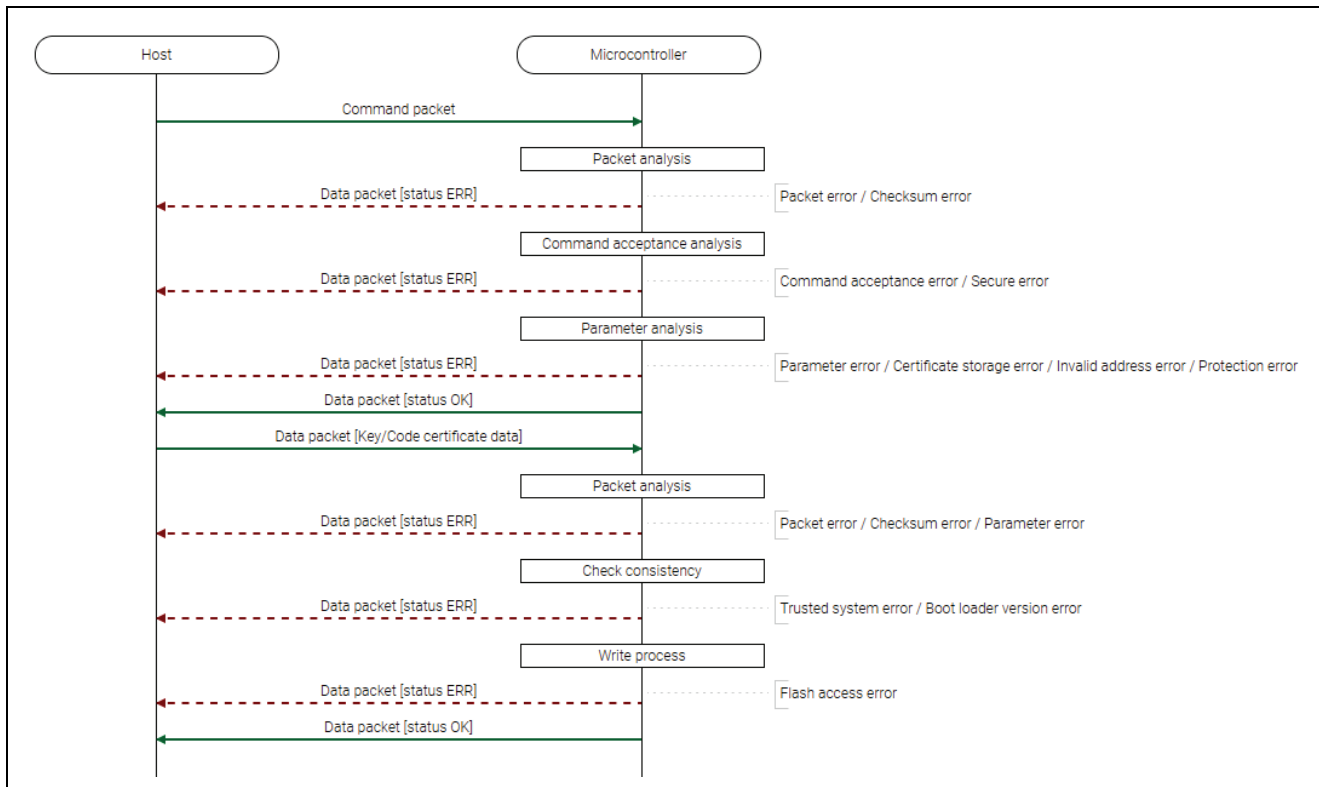 Host
Microcontroller
Command packet
Packet analysis
Data packet [status ERR]
Packet error / Checksum error
Command acceptance analysis
Data packet [status ERR]
Command acceptance error / Secure error
Parameter analysis
Data packet [status ERR]
Parameter error / Certificate storage error / Invalid address error / Protection error
Data packet [status OK]
Data packet [Key/Code certificate data]
Packet analysis
Data packet [status ERR]
Packet error / Checksum error / Parameter error
Check consistency
Data packet [status ERR]
Trusted system error / Boot loader version error
Write process
Data packet [status ERR]
Flash access error
Data packet [status OK]